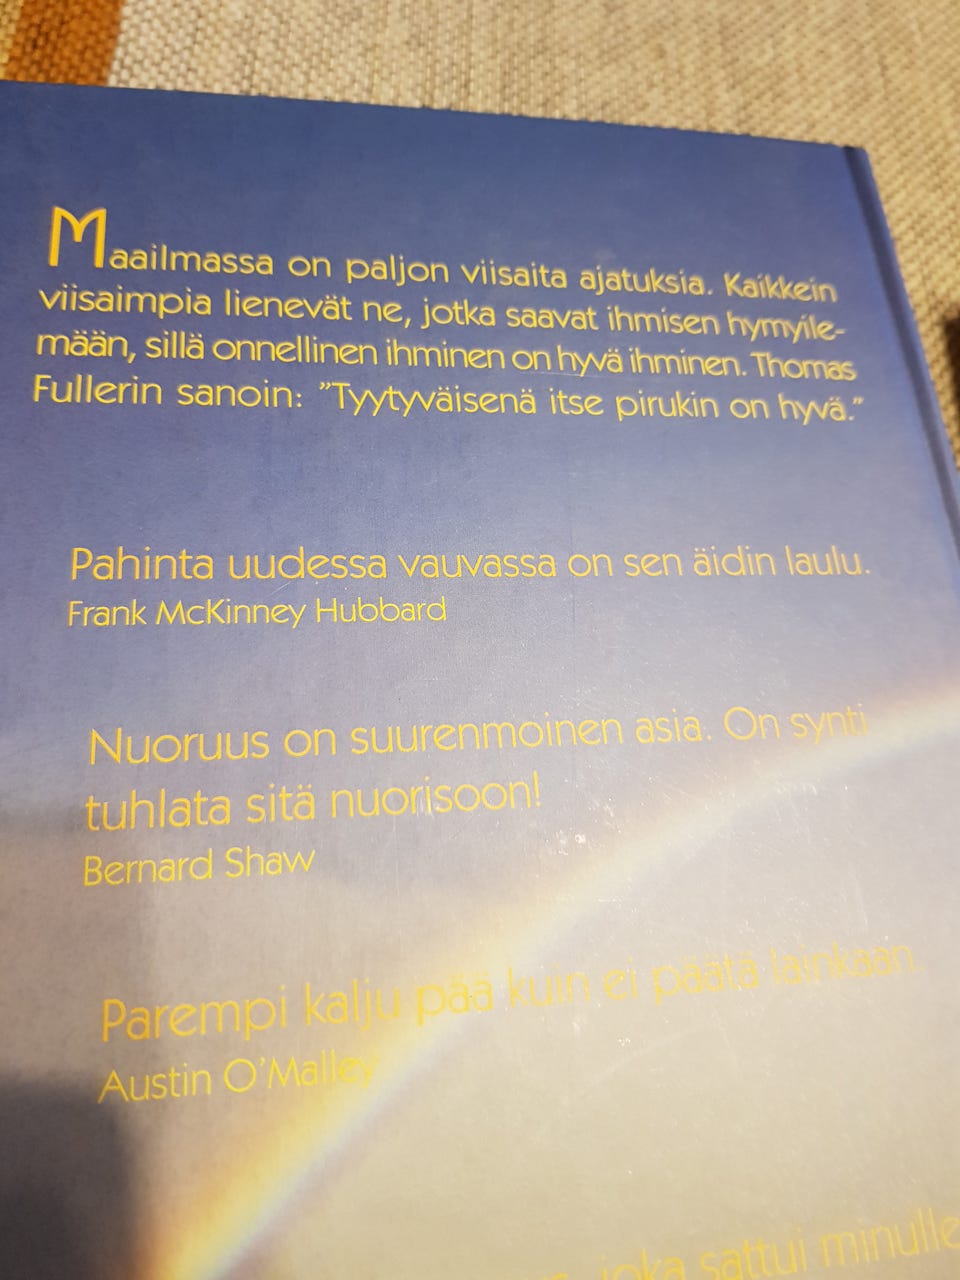 Maailmassa on paljon viisaita ajatuksia. Kaikkein
viisaimpia lienevät ne, jotka saavat ihmisen hymyile-
mään, sillä onnellinen ihminen on hyvä ihminen. Thomas
Fullerin sanoin: ”Tyytyväisenä itse pirukin on hyvä.”
Pahinta uudessa vauvassa on sen äidin laulu.
Frank McKinney Hubbard
Nuoruus on suurenmoinen asia. On synti
tuhlata sitä nuorisoon!
Bernard Shaw
Parempi kalju pää kuin ei päätä lainkaan.
Austin O’Malley
joka sattui minulle